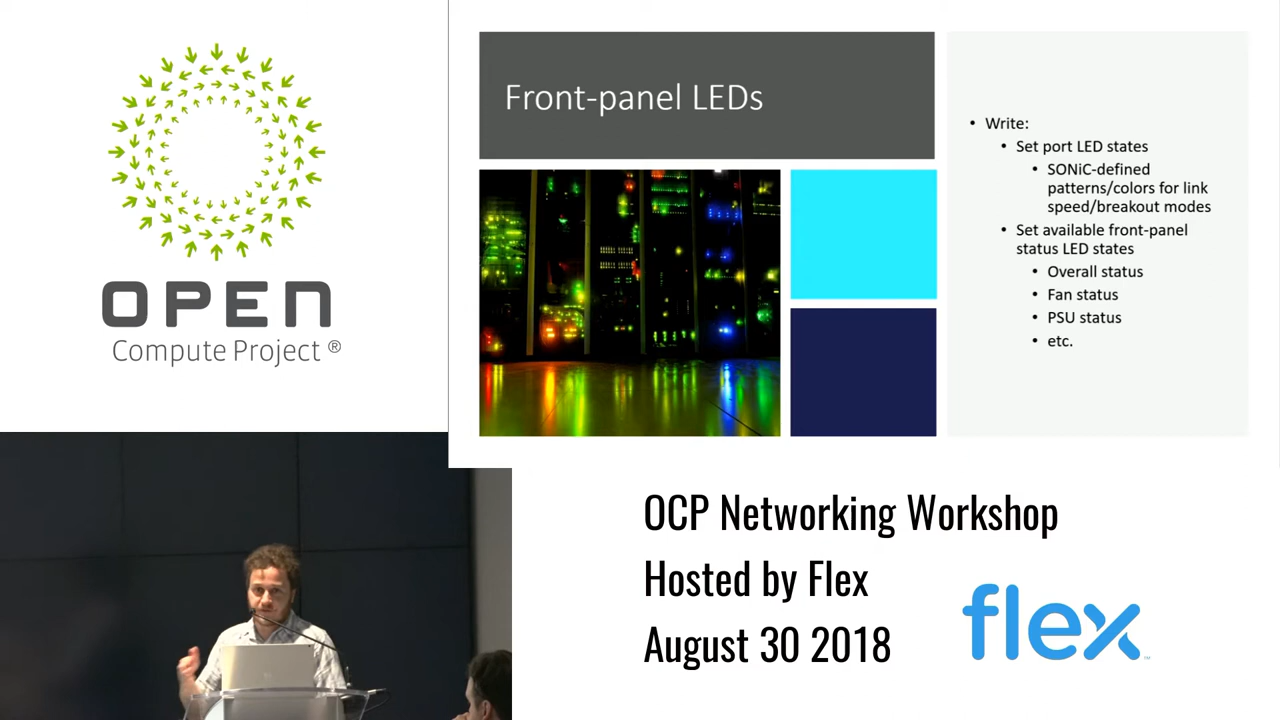 OPEN
Compute Project ®
Front-panel LEDs
• Write:
• Set port LED states
• SONiC-defined
patterns/colors for link
speed/breakout modes
• Set available front-panel
status LED states
• Overall status
• Fan status
• PSU status
• etc.
OCP Networking Workshop
Hosted by Flex
August 30 2018
flex